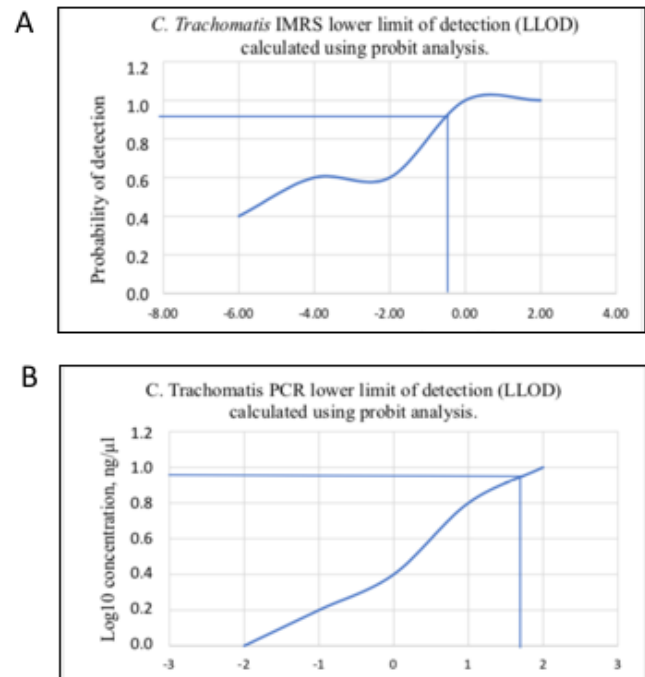 A
C. Trachomatis IMRS lower limit of detection (LLOD)
calculated using probit analysis.
Probability of detection
1.2
1.0
0.8
0.6
0.4
0.2
0.0
-8.00 -6.00 -4.00 -2.00 0.00 2.00 4.00
B
C. Trachomatis PCR lower limit of detection (LLOD)
calculated using probit analysis.
Log10 concentration, ng/µl
1.2
1.0
0.8
0.6
0.4
0.2
0.0
-3 -2 -1 0 1 2 3